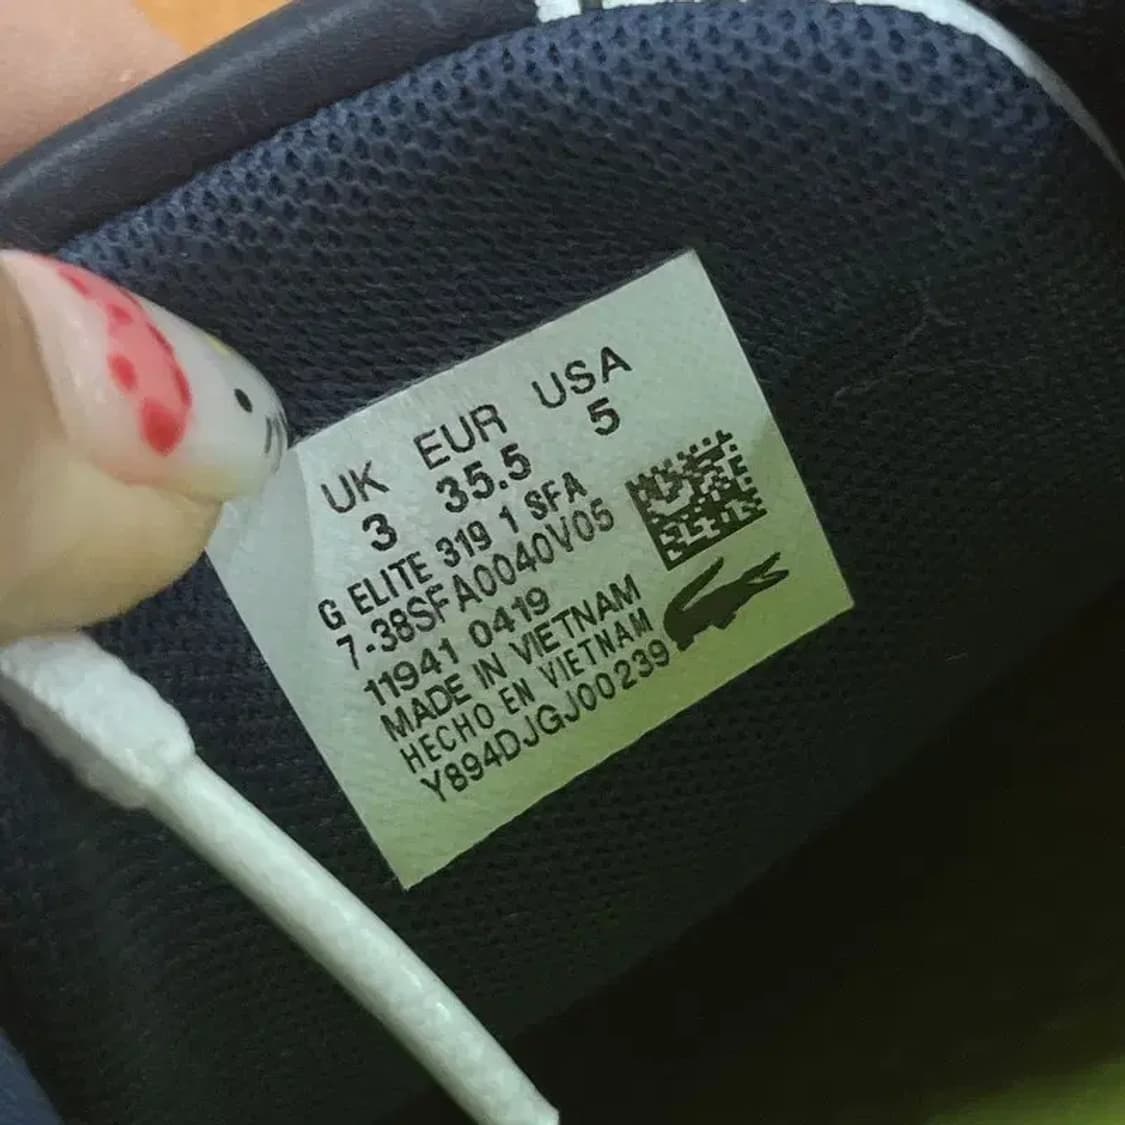 UK EUR USA
3 35.5 5
G ELITE 319 1 SFA
7-38SFA0040V05
11941 0419
MADE IN VIETNAM
HECHO EN VIETNAM
Y894DJGJ00239